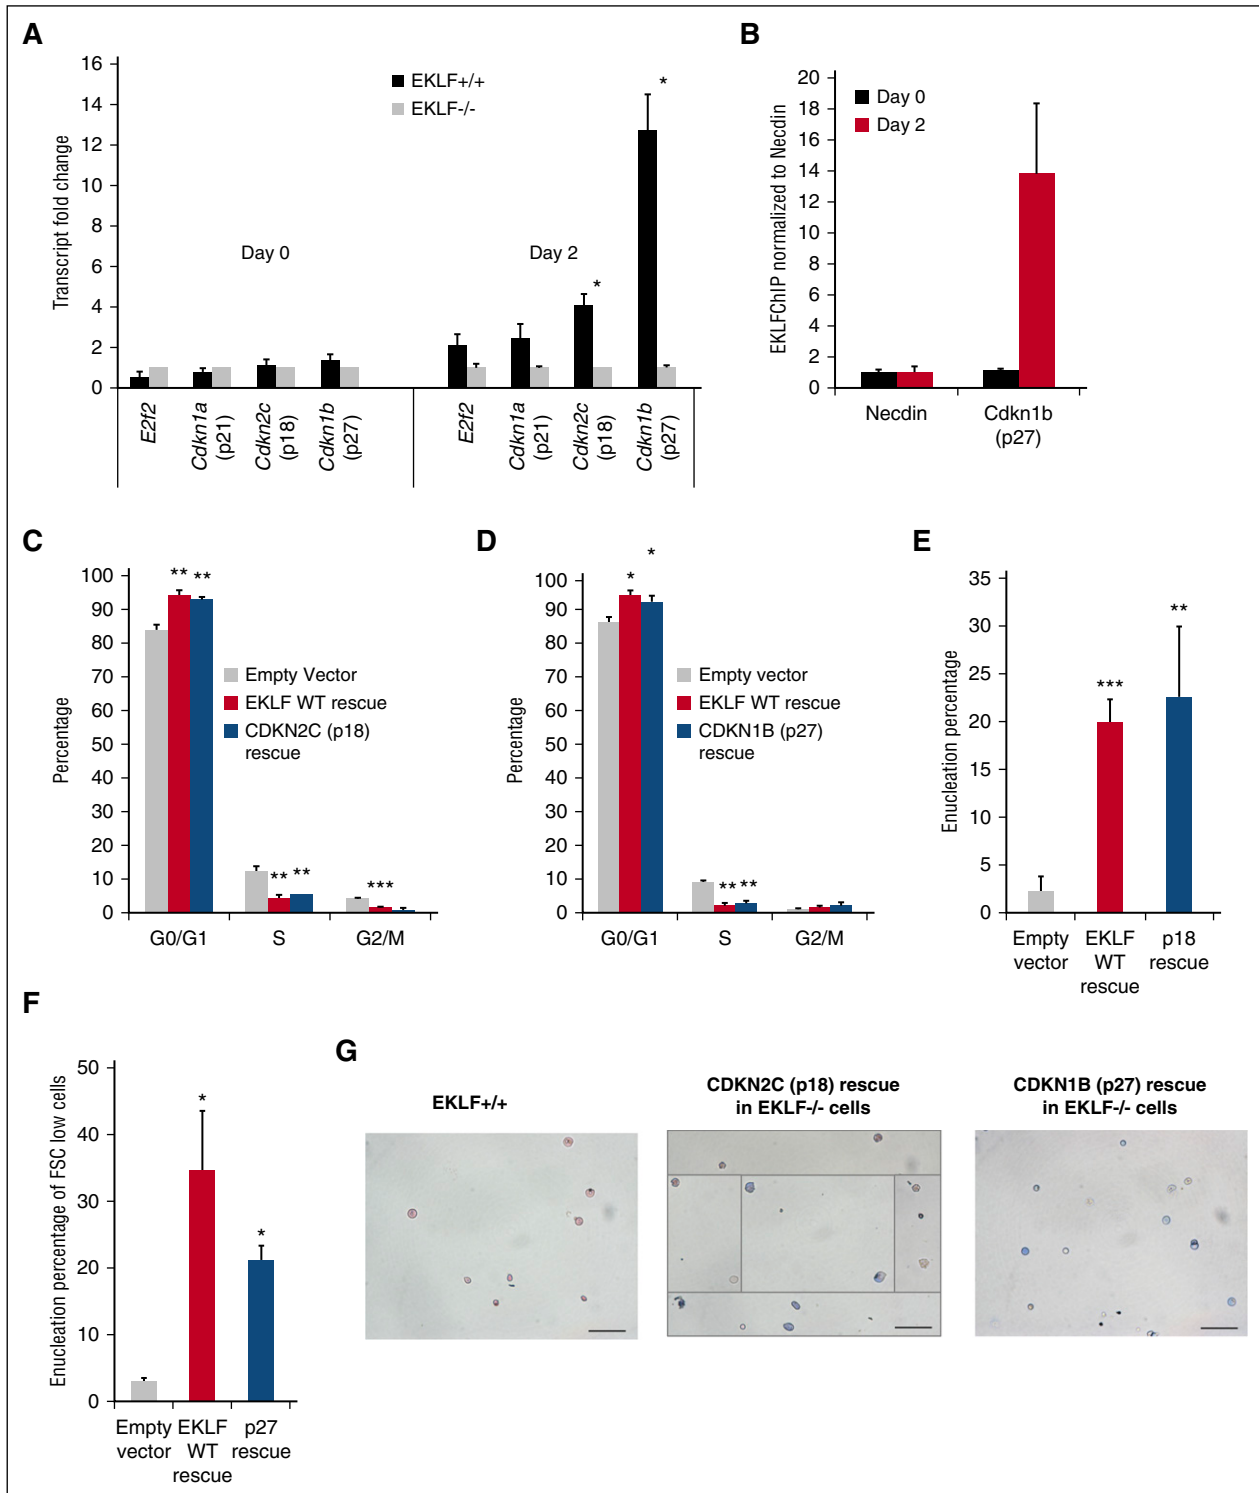 A
Transcript fold change
16
14
12
10
8
6
4
2
0
EKLF+/+
EKLF-/-
*
Day 0
Day 2
*
E2f2
Cdkn1a
(p21)
Cdkn2c
(p18)
Cdkn1b
(p27)
E2f2
Cdkn1a
(p21)
Cdkn2c
(p18)
Cdkn1b
(p27)
B
EKLFChIP normalized to Necdin
20
18
16
14
12
10
8
6
4
2
0
Day 0
Day 2
Necdin
Cdkn1b
(p27)
C
Percentage
100
90
80
70
60
50
40
30
20
10
0
** **
Empty Vector
EKLF WT rescue
CDKN2C (p18)
rescue
** **
***
G0/G1
S
G2/M
D
Percentage
100
90
80
70
60
50
40
30
20
10
0
* *
Empty vector
EKLF WT rescue
CDKN1B (p27)
rescue
** **
G0/G1
S
G2/M
E
Enucleation percentage
35
30
25
20
15
10
5
0
***
**
Empty
vector
EKLF
WT
rescue
p18
rescue
F
Enucleation percentage of FSC low cells
50
40
30
20
10
0
*
*
Empty
vector
EKLF
WT
rescue
p27
rescue
G
EKLF+/+
CDKN2C (p18) rescue
in EKLF-/- cells
CDKN1B (p27) rescue
in EKLF-/- cells